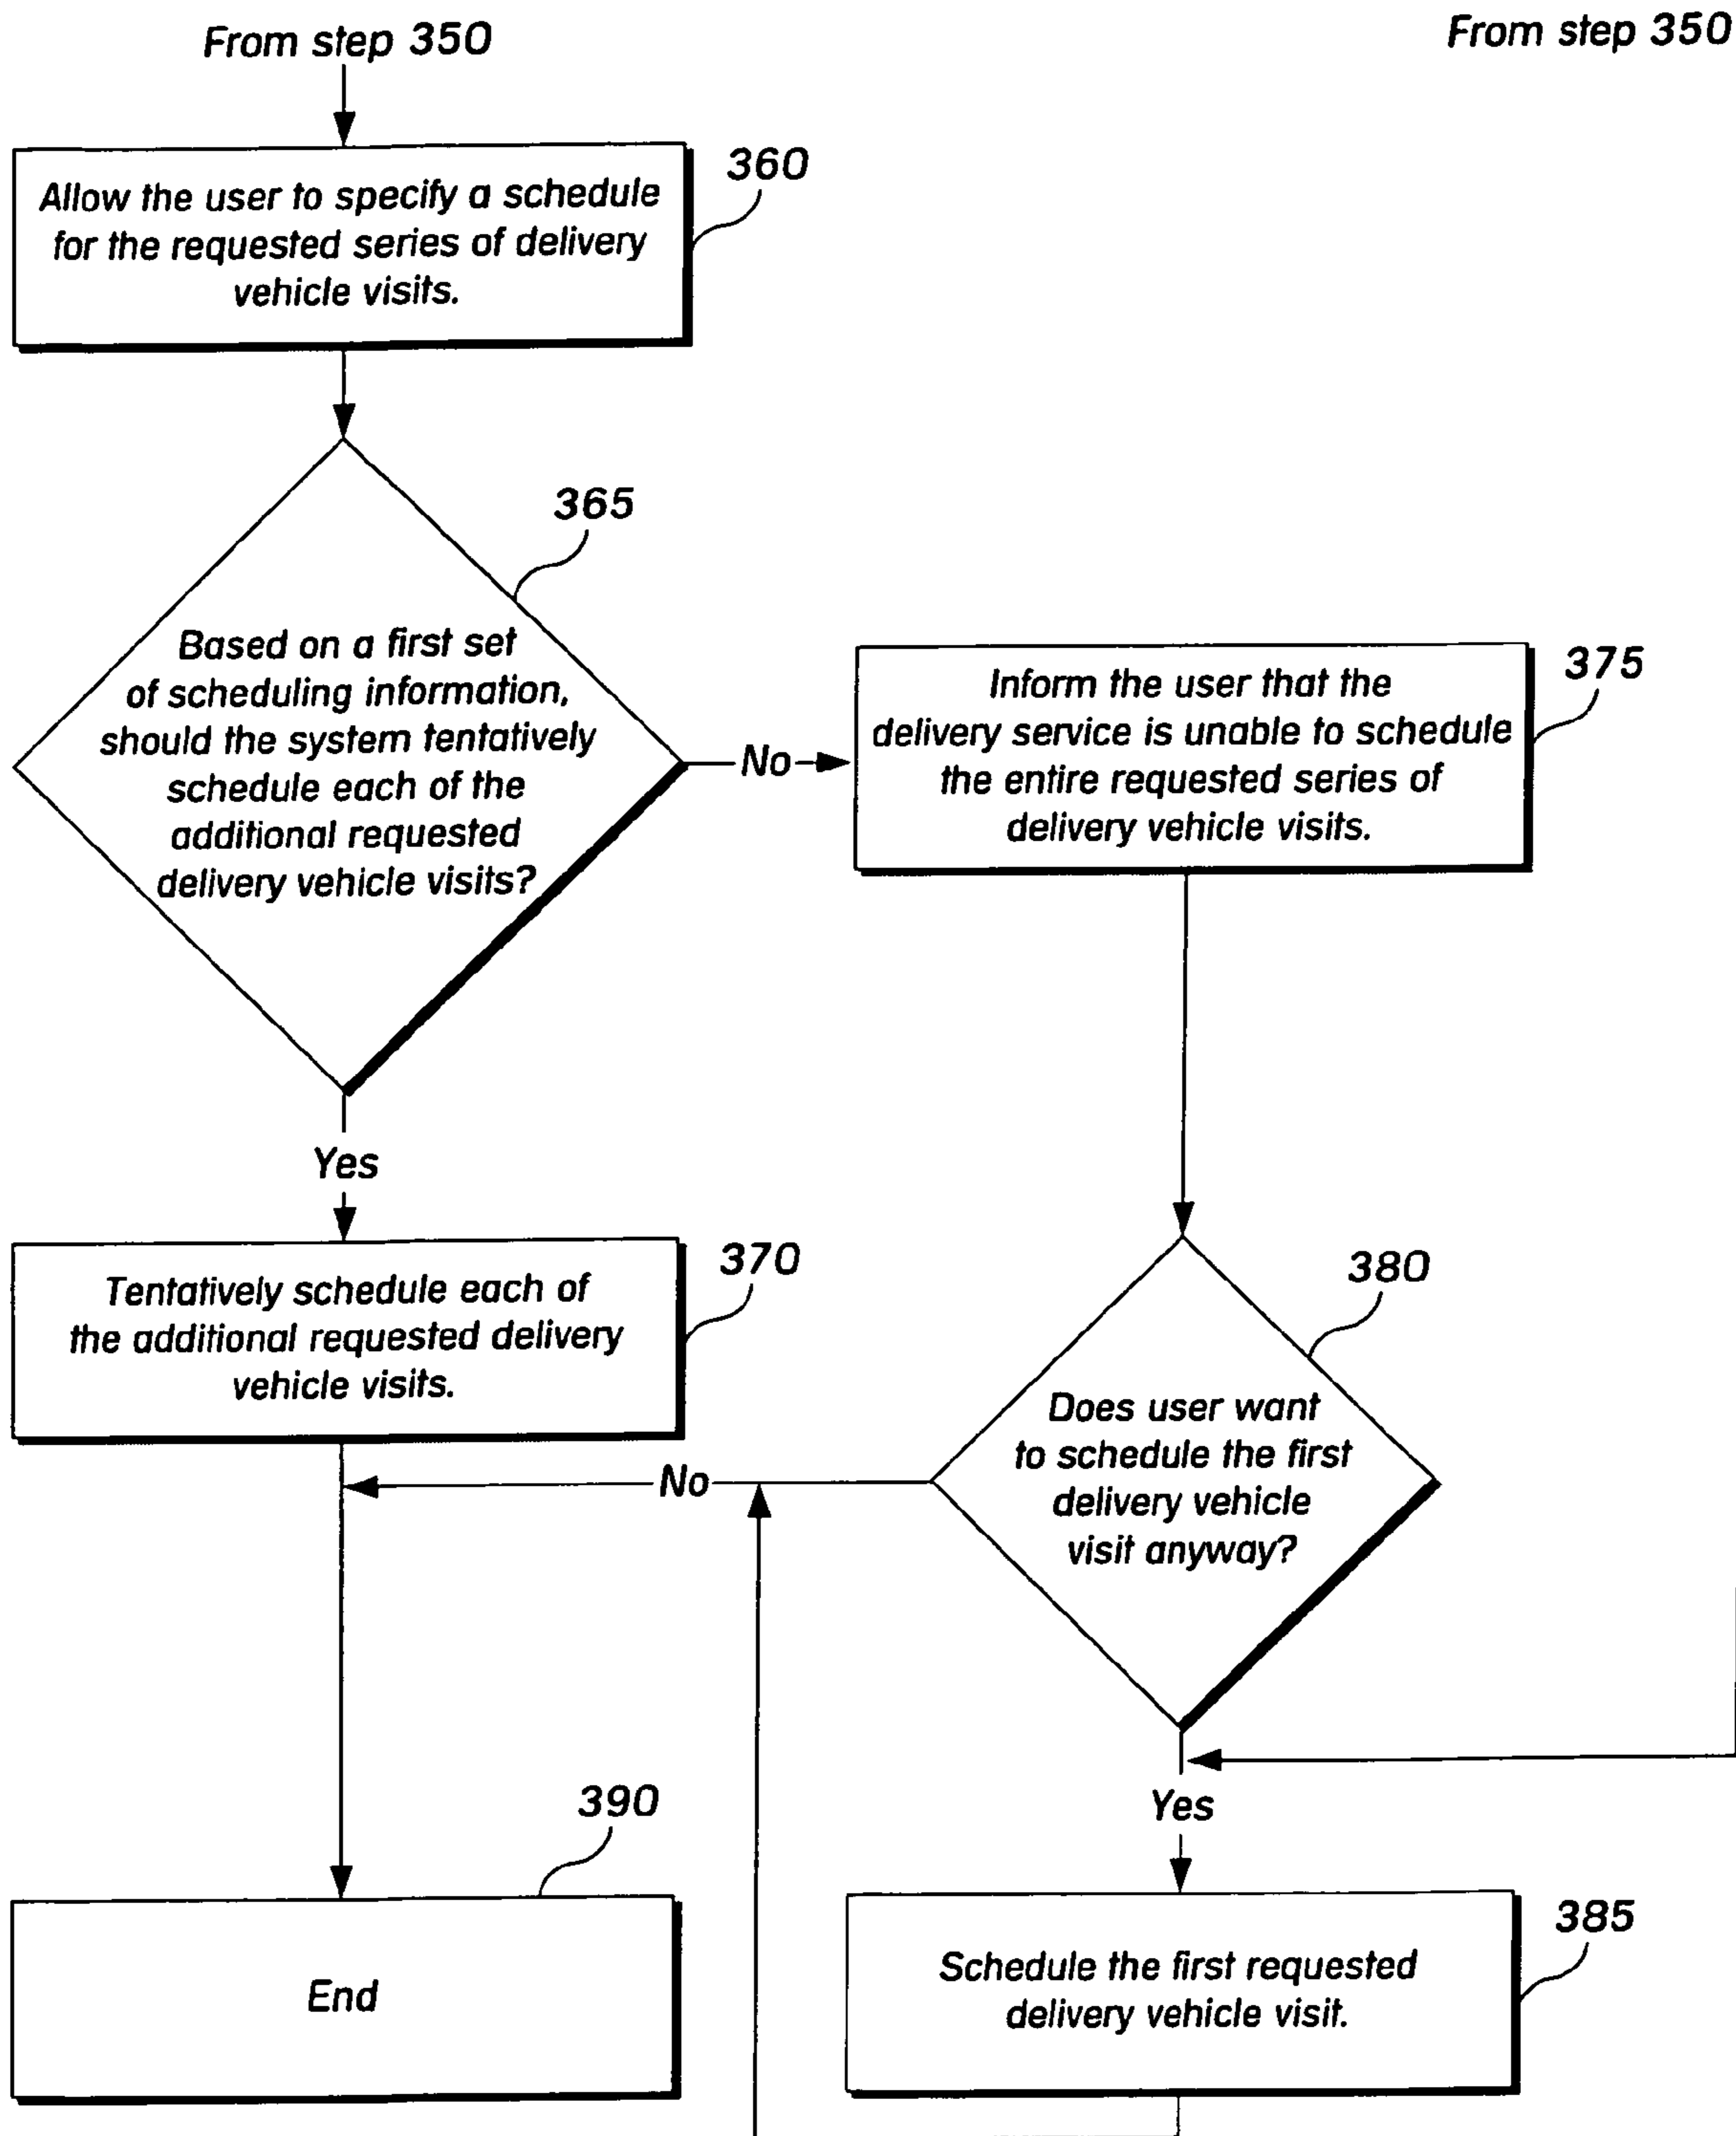 From step 350
From step 350
360
Allow the user to specify a schedule
for the requested series of delivery
vehicle visits.
365
Based on a first set
of scheduling information,
should the system tentatively
schedule each of the
additional requested
delivery vehicle visits?
No
375
Inform the user that the
delivery service is unable to schedule
the entire requested series of
delivery vehicle visits.
Yes
370
Tentatively schedule each of
the additional requested delivery
vehicle visits.
380
Does user want
to schedule the first
delivery vehicle
visit anyway?
No
Yes
390
End
385
Schedule the first requested
delivery vehicle visit.